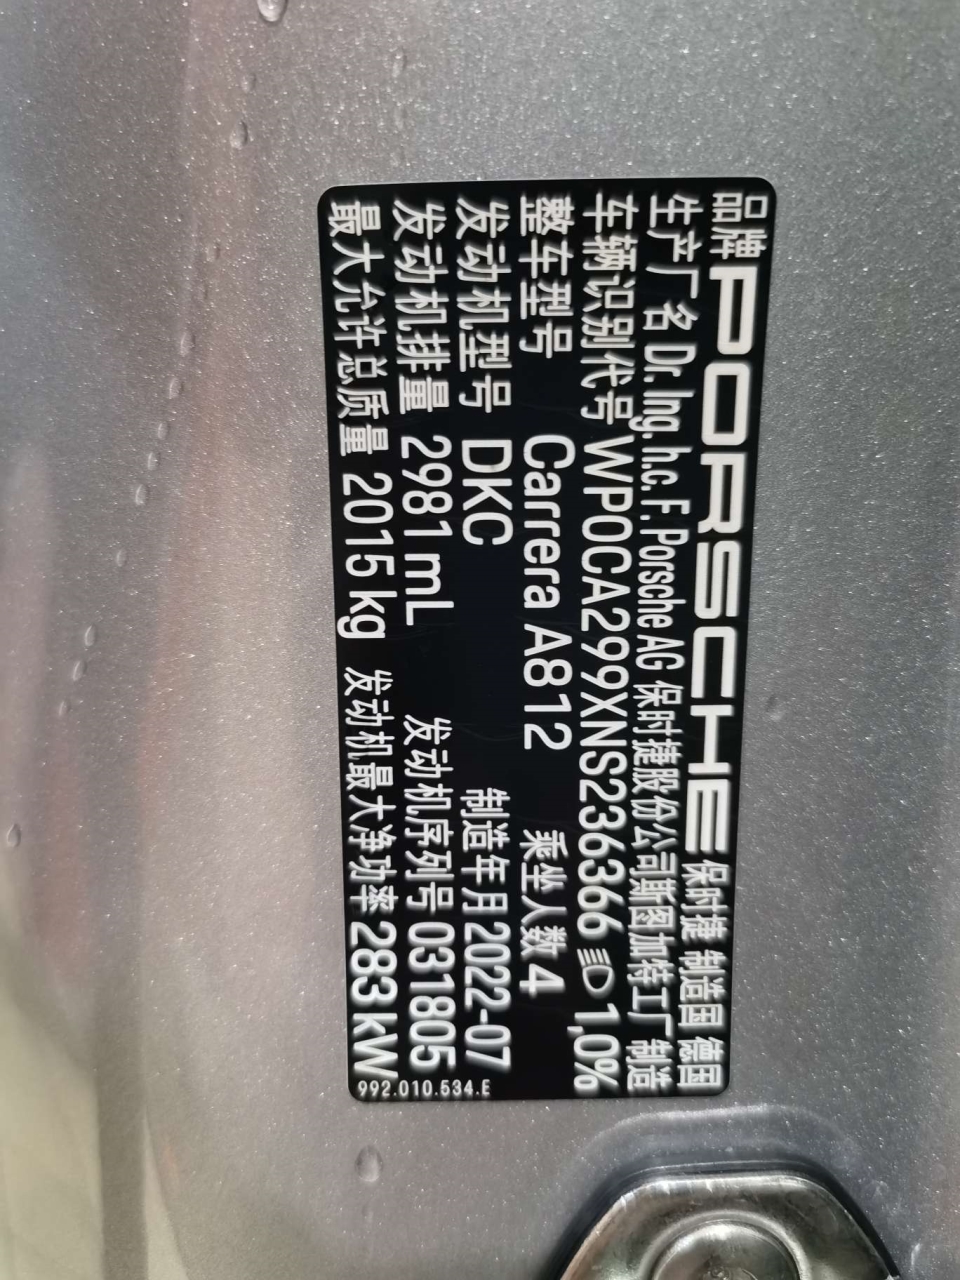 品牌 PORSCHE 保时捷 制造国 德国
生产厂名 Dr. Ing. h.c. F. Porsche AG 保时捷股份公司斯图加特工厂制造
车辆识别代号 WP0CA299XNS236366 1,0%
整车型号 Carrera A812 乘坐人数 4
发动机型号 DKC 制造年月 2022-07
发动机排量 2981 mL 发动机序列号 031805
最大允许总质量 2015 kg 发动机最大净功率 283 kW
992.010.534.E